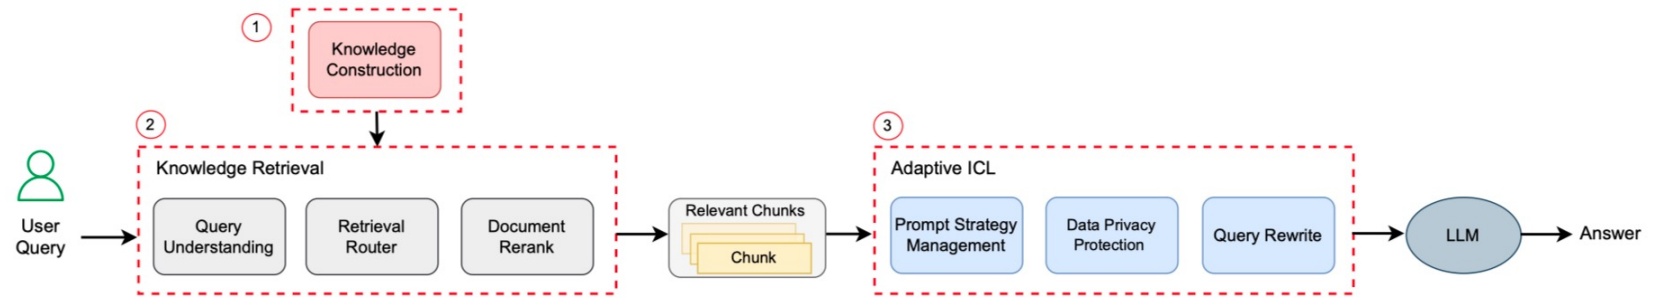 1
Knowledge
Construction
2
Knowledge Retrieval
User
Query
Query
Understanding
Retrieval
Router
Document
Rerank
Relevant Chunks
Chunk
3
Adaptive ICL
Prompt Strategy
Management
Data Privacy
Protection
Query Rewrite
LLM
Answer